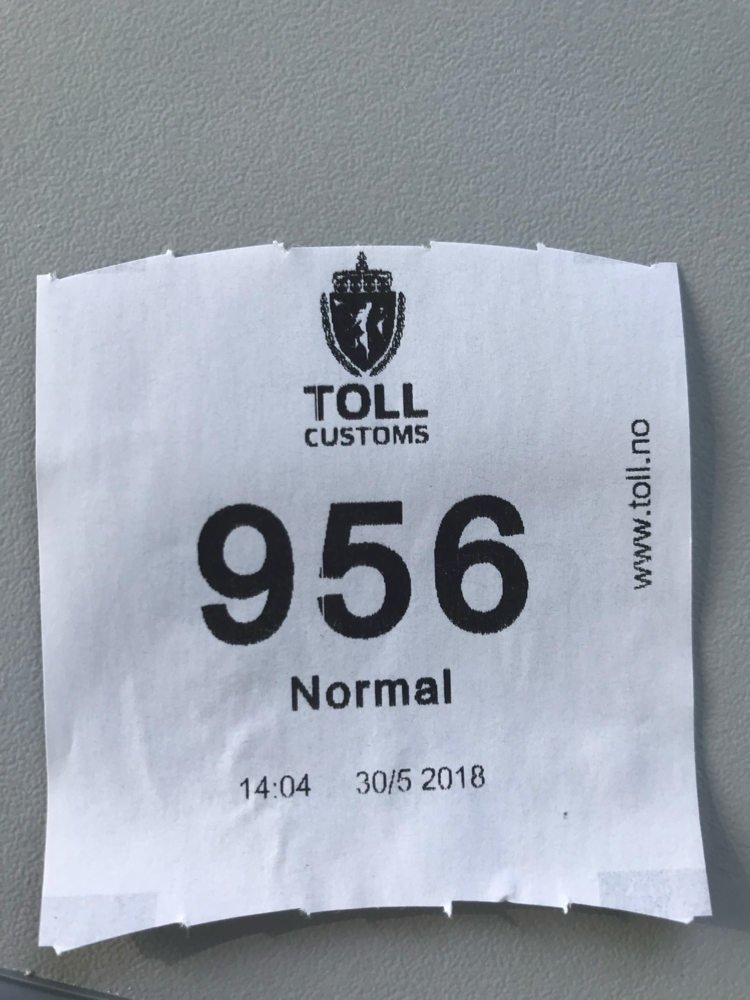 TOLL
CUSTOMS
www.toll.no
956
Normal
14:04 30/5 2018